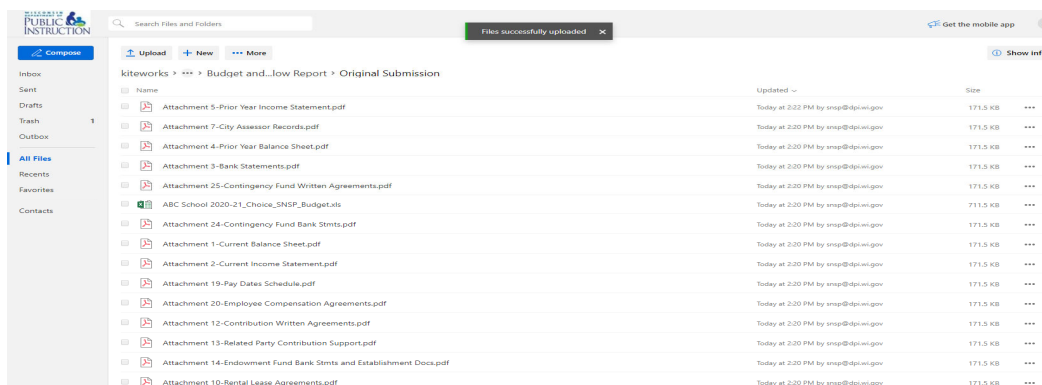 WISCONSIN
PUBLIC
INSTRUCTION
Search Files and Folders
Files successfully uploaded ×
Get the mobile app
Compose
Upload + New ••• More
Show inf
Inbox
kiteworks > ••• > Budget and...low Report > Original Submission
Sent
Name Updated Size
Drafts
Attachment 5-Prior Year Income Statement.pdf Today at 2:22 PM by snsp@dpi.wi.gov 171.5 KB •••
Trash 1
Attachment 7-City Assessor Records.pdf Today at 2:20 PM by snsp@dpi.wi.gov 171.5 KB •••
Outbox
Attachment 4-Prior Year Balance Sheet.pdf Today at 2:20 PM by snsp@dpi.wi.gov 171.5 KB •••
All Files
Attachment 3-Bank Statements.pdf Today at 2:20 PM by snsp@dpi.wi.gov 171.5 KB •••
Recents
Attachment 25-Contingency Fund Written Agreements.pdf Today at 2:20 PM by snsp@dpi.wi.gov 171.5 KB •••
Favorites
ABC School 2020-21_Choice_SNSP_Budget.xls Today at 2:20 PM by snsp@dpi.wi.gov 711.5 KB •••
Contacts
Attachment 24-Contingency Fund Bank Stmts.pdf Today at 2:20 PM by snsp@dpi.wi.gov 171.5 KB •••
Attachment 1-Current Balance Sheet.pdf Today at 2:20 PM by snsp@dpi.wi.gov 171.5 KB •••
Attachment 2-Current Income Statement.pdf Today at 2:20 PM by snsp@dpi.wi.gov 171.5 KB •••
Attachment 19-Pay Dates Schedule.pdf Today at 2:20 PM by snsp@dpi.wi.gov 171.5 KB •••
Attachment 20-Employee Compensation Agreements.pdf Today at 2:20 PM by snsp@dpi.wi.gov 171.5 KB •••
Attachment 12-Contribution Written Agreements.pdf Today at 2:20 PM by snsp@dpi.wi.gov 171.5 KB •••
Attachment 13-Related Party Contribution Support.pdf Today at 2:20 PM by snsp@dpi.wi.gov 171.5 KB •••
Attachment 14-Endowment Fund Bank Stmts and Establishment Docs.pdf Today at 2:20 PM by snsp@dpi.wi.gov 171.5 KB •••
Attachment 10-Rental Lease Agreements.pdf Today at 2:20 PM by snsp@dpi.wi.gov 171.5 KB •••